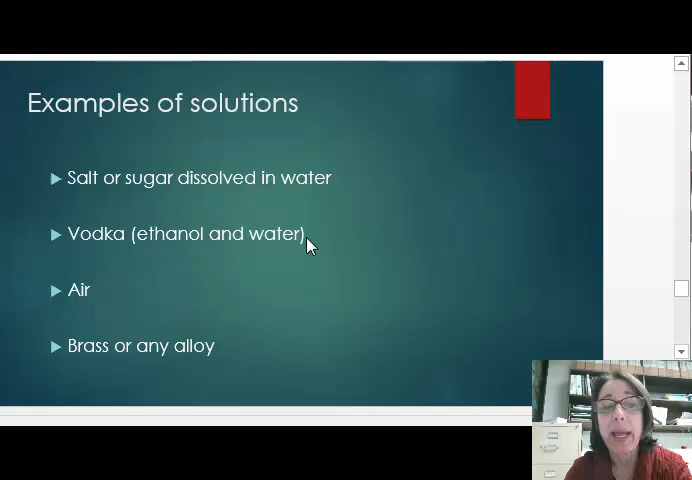 Examples of solutions
Salt or sugar dissolved in water
Vodka (ethanol and water)
Air
Brass or any alloy